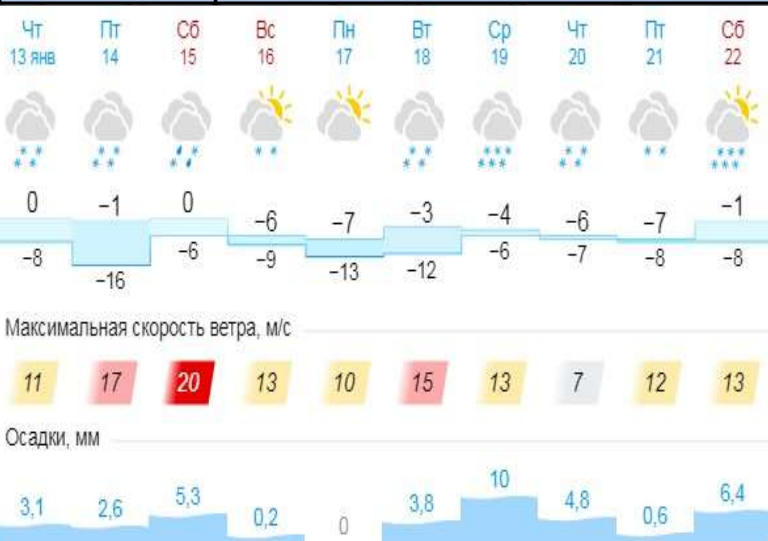 Чт Пт Сб Вс Пн Вт Ср Чт Пт Сб
13 янв 14 15 16 17 18 19 20 21 22
0 −1 0 −6 −7 −3 −4 −6 −7 −1
−8 −16 −6 −9 −13 −12 −6 −7 −8 −8
Максимальная скорость ветра, м/с
11 17 20 13 10 15 13 7 12 13
Осадки, мм
3,1 2,6 5,3 0,2 0 3,8 10 4,8 0,6 6,4